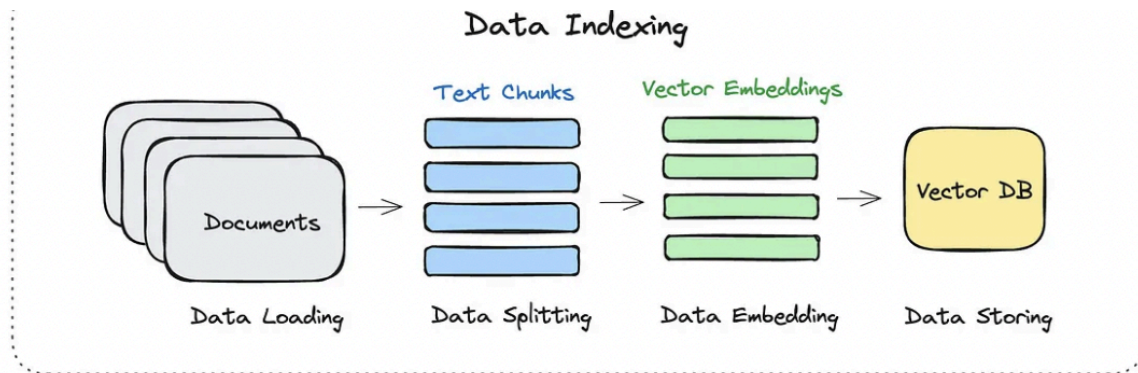 Data Indexing
Text Chunks
Vector Embeddings
Documents
Vector DB
Data Loading
Data Splitting
Data Embedding
Data Storing